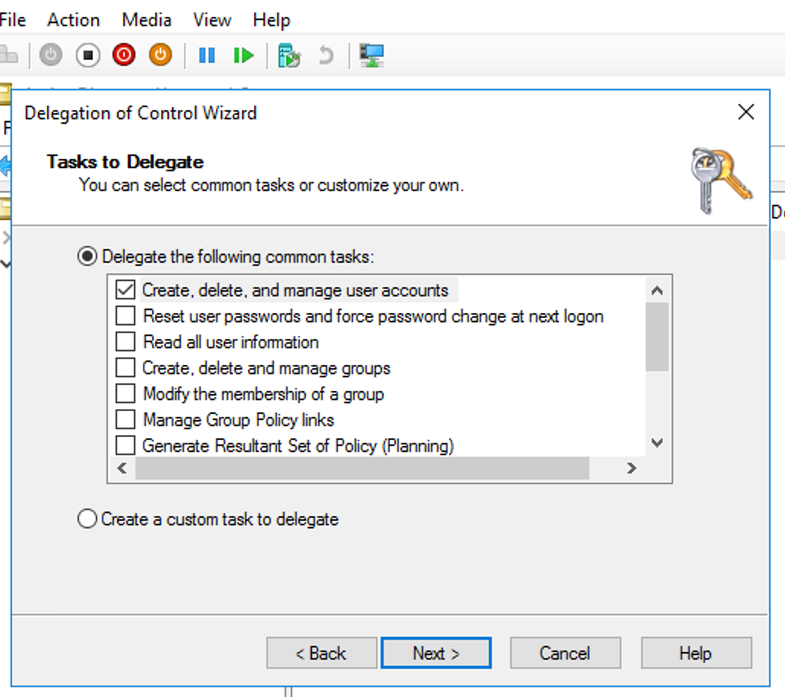 File Action Media View Help
Delegation of Control Wizard
Tasks to Delegate
You can select common tasks or customize your own.
Delegate the following common tasks:
Create, delete, and manage user accounts
Reset user passwords and force password change at next logon
Read all user information
Create, delete and manage groups
Modify the membership of a group
Manage Group Policy links
Generate Resultant Set of Policy (Planning)
Create a custom task to delegate
< Back Next > Cancel Help